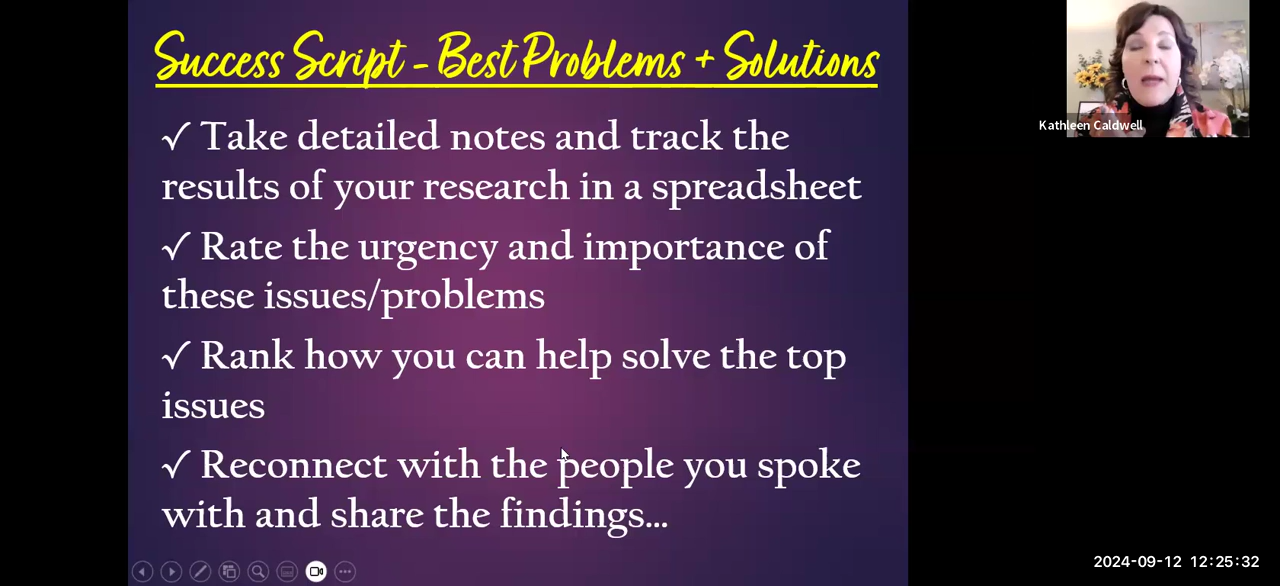 Success Script - Best Problems + Solutions
✓ Take detailed notes and track the
results of your research in a spreadsheet
✓ Rate the urgency and importance of
these issues/problems
✓ Rank how you can help solve the top
issues
✓ Reconnect with the people you spoke
with and share the findings...
Kathleen Caldwell
2024-09-12 12:25:32